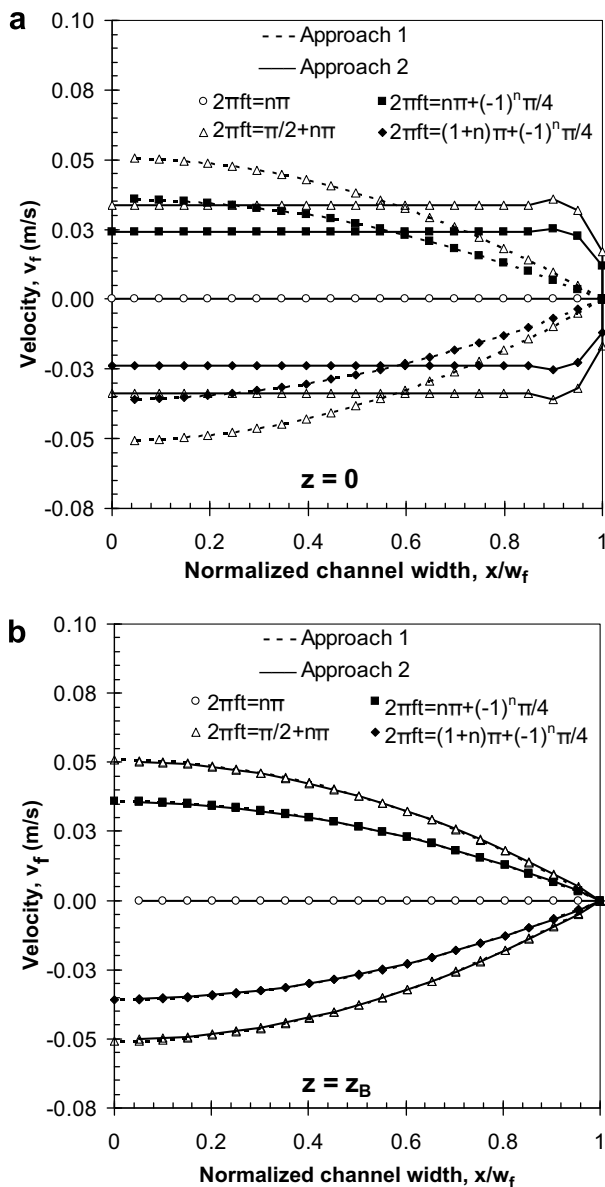 a
0.10
Approach 1
Approach 2
0.08
2πft=nπ
2πft=nπ+(-1)ⁿπ/4
2πft=π/2+nπ
2πft=(1+n)π+(-1)ⁿπ/4
0.05
0.03
0.00
-0.03
-0.05
-0.08
Velocity, v_f (m/s)
z = 0
0 0.2 0.4 0.6 0.8 1
Normalized channel width, x/w_f
b
0.10
Approach 1
Approach 2
0.08
2πft=nπ
2πft=nπ+(-1)ⁿπ/4
2πft=π/2+nπ
2πft=(1+n)π+(-1)ⁿπ/4
0.05
0.03
0.00
-0.03
-0.05
-0.08
Velocity, v_f (m/s)
z = z_B
0 0.2 0.4 0.6 0.8 1
Normalized channel width, x/w_f